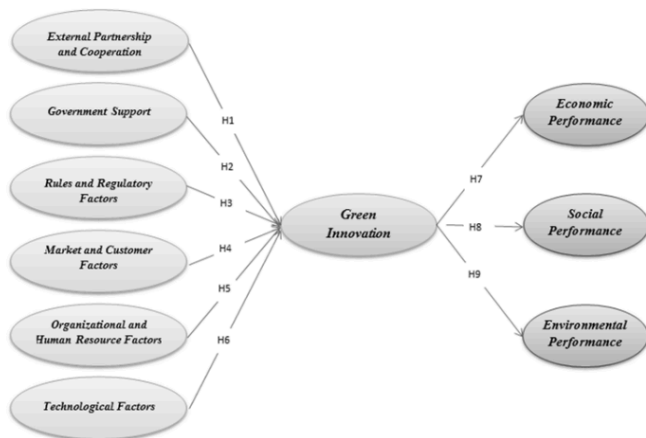 External Partnership
and Cooperation
Government Support
Rules and Regulatory
Factors
Market and Customer
Factors
Organizational and
Human Resource Factors
Technological Factors
H1
H2
H3
H4
H5
H6
Green
Innovation
H7
H8
H9
Economic
Performance
Social
Performance
Environmental
Performance